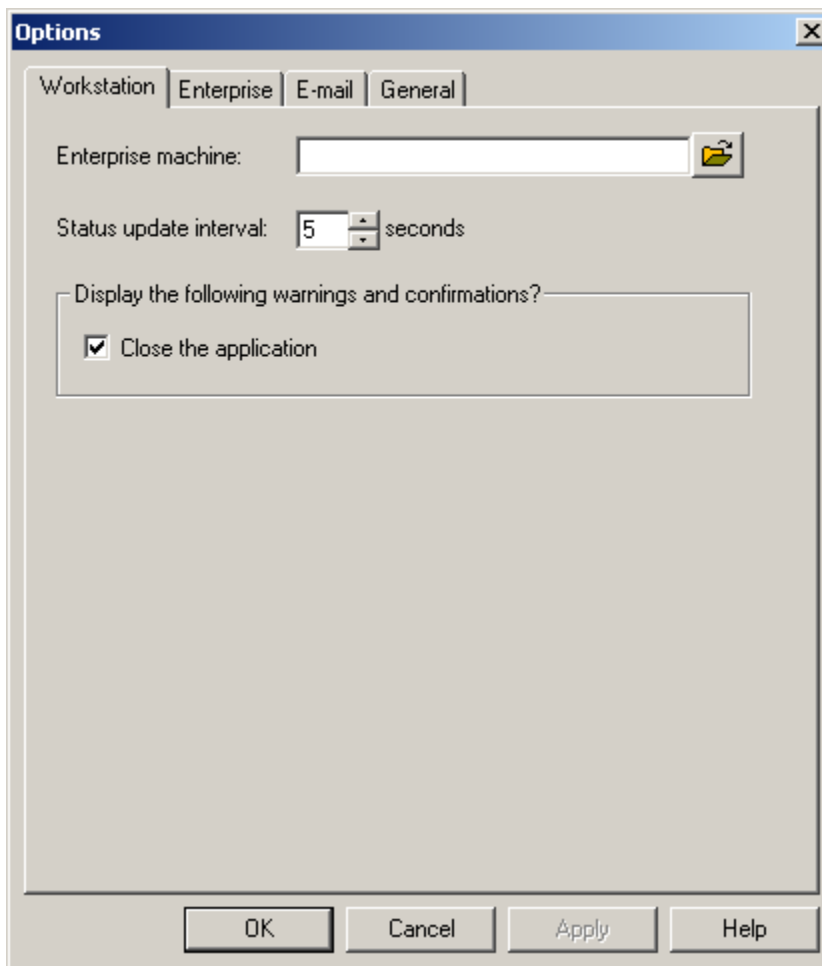 Options
Workstation Enterprise E-mail General
Enterprise machine:
Status update interval: 5 seconds
Display the following warnings and confirmations?
Close the application
OK Cancel Apply Help